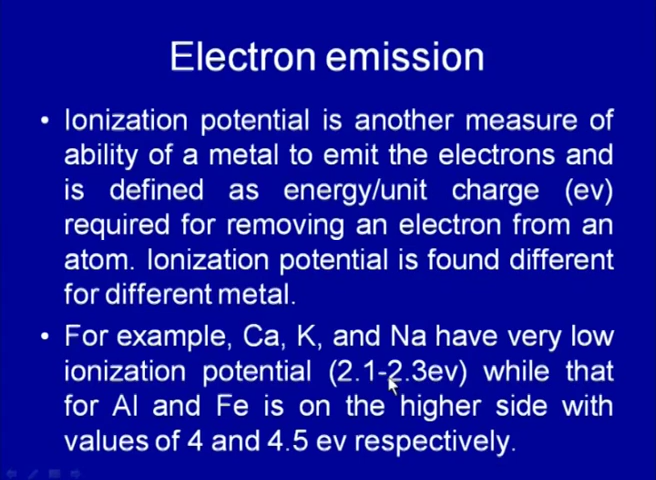 Electron emission
• Ionization potential is another measure of
ability of a metal to emit the electrons and
is defined as energy/unit charge (ev)
required for removing an electron from an
atom. Ionization potential is found different
for different metal.
• For example, Ca, K, and Na have very low
ionization potential (2.1-2.3ev) while that
for Al and Fe is on the higher side with
values of 4 and 4.5 ev respectively.